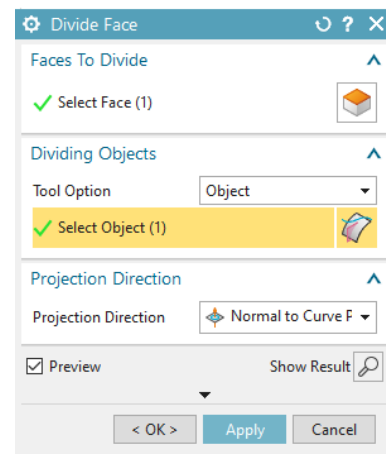 Divide Face ?
Faces To Divide
Select Face (1)
Dividing Objects
Tool Option Object
Select Object (1)
Projection Direction
Projection Direction Normal to Curve P
Preview Show Result
< OK > Apply Cancel